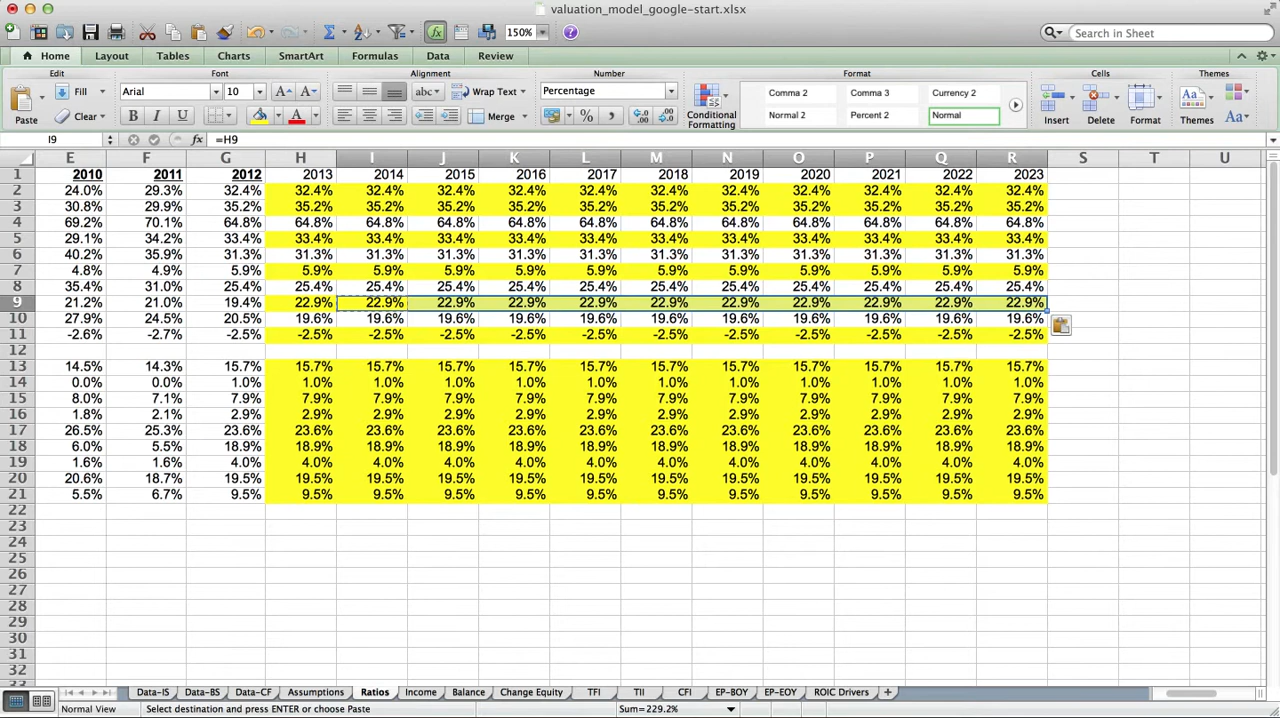 valuation_model_google-start.xlsx
150%
Search in Sheet
Home Layout Tables Charts SmartArt Formulas Data Review
Edit Font Alignment Number Format Cells Themes
Fill Arial 10 abc Wrap Text Percentage Comma 2 Comma 3 Currency 2
Paste Clear B I U A Merge % Conditional Formatting Normal 2 Percent 2 Normal Insert Delete Format Themes Aa
I9 fx =H9
E F G H I J K L M N O P Q R S T U
1 2010 2011 2012 2013 2014 2015 2016 2017 2018 2019 2020 2021 2022 2023
2 24.0% 29.3% 32.4% 32.4% 32.4% 32.4% 32.4% 32.4% 32.4% 32.4% 32.4% 32.4% 32.4% 32.4%
3 30.8% 29.9% 35.2% 35.2% 35.2% 35.2% 35.2% 35.2% 35.2% 35.2% 35.2% 35.2% 35.2% 35.2%
4 69.2% 70.1% 64.8% 64.8% 64.8% 64.8% 64.8% 64.8% 64.8% 64.8% 64.8% 64.8% 64.8% 64.8%
5 29.1% 34.2% 33.4% 33.4% 33.4% 33.4% 33.4% 33.4% 33.4% 33.4% 33.4% 33.4% 33.4% 33.4%
6 40.2% 35.9% 31.3% 31.3% 31.3% 31.3% 31.3% 31.3% 31.3% 31.3% 31.3% 31.3% 31.3% 31.3%
7 4.8% 4.9% 5.9% 5.9% 5.9% 5.9% 5.9% 5.9% 5.9% 5.9% 5.9% 5.9% 5.9% 5.9%
8 35.4% 31.0% 25.4% 25.4% 25.4% 25.4% 25.4% 25.4% 25.4% 25.4% 25.4% 25.4% 25.4% 25.4%
9 21.2% 21.0% 19.4% 22.9% 22.9% 22.9% 22.9% 22.9% 22.9% 22.9% 22.9% 22.9% 22.9% 22.9%
10 27.9% 24.5% 20.5% 19.6% 19.6% 19.6% 19.6% 19.6% 19.6% 19.6% 19.6% 19.6% 19.6% 19.6%
11 -2.6% -2.7% -2.5% -2.5% -2.5% -2.5% -2.5% -2.5% -2.5% -2.5% -2.5% -2.5% -2.5% -2.5%
12
13 14.5% 14.3% 15.7% 15.7% 15.7% 15.7% 15.7% 15.7% 15.7% 15.7% 15.7% 15.7% 15.7% 15.7%
14 0.0% 0.0% 1.0% 1.0% 1.0% 1.0% 1.0% 1.0% 1.0% 1.0% 1.0% 1.0% 1.0% 1.0%
15 8.0% 7.1% 7.9% 7.9% 7.9% 7.9% 7.9% 7.9% 7.9% 7.9% 7.9% 7.9% 7.9% 7.9%
16 1.8% 2.1% 2.9% 2.9% 2.9% 2.9% 2.9% 2.9% 2.9% 2.9% 2.9% 2.9% 2.9% 2.9%
17 26.5% 25.3% 23.6% 23.6% 23.6% 23.6% 23.6% 23.6% 23.6% 23.6% 23.6% 23.6% 23.6% 23.6%
18 6.0% 5.5% 18.9% 18.9% 18.9% 18.9% 18.9% 18.9% 18.9% 18.9% 18.9% 18.9% 18.9% 18.9%
19 1.6% 1.6% 4.0% 4.0% 4.0% 4.0% 4.0% 4.0% 4.0% 4.0% 4.0% 4.0% 4.0% 4.0%
20 20.6% 18.7% 19.5% 19.5% 19.5% 19.5% 19.5% 19.5% 19.5% 19.5% 19.5% 19.5% 19.5% 19.5%
21 5.5% 6.7% 9.5% 9.5% 9.5% 9.5% 9.5% 9.5% 9.5% 9.5% 9.5% 9.5% 9.5% 9.5%
22
23
24
25
26
27
28
29
30
31
32
Data-IS Data-BS Data-CF Assumptions Ratios Income Balance Change Equity TFI TII CFI EP-BOY EP-EOY ROIC Drivers +
Normal View Select destination and press ENTER or choose Paste Sum=229.2%